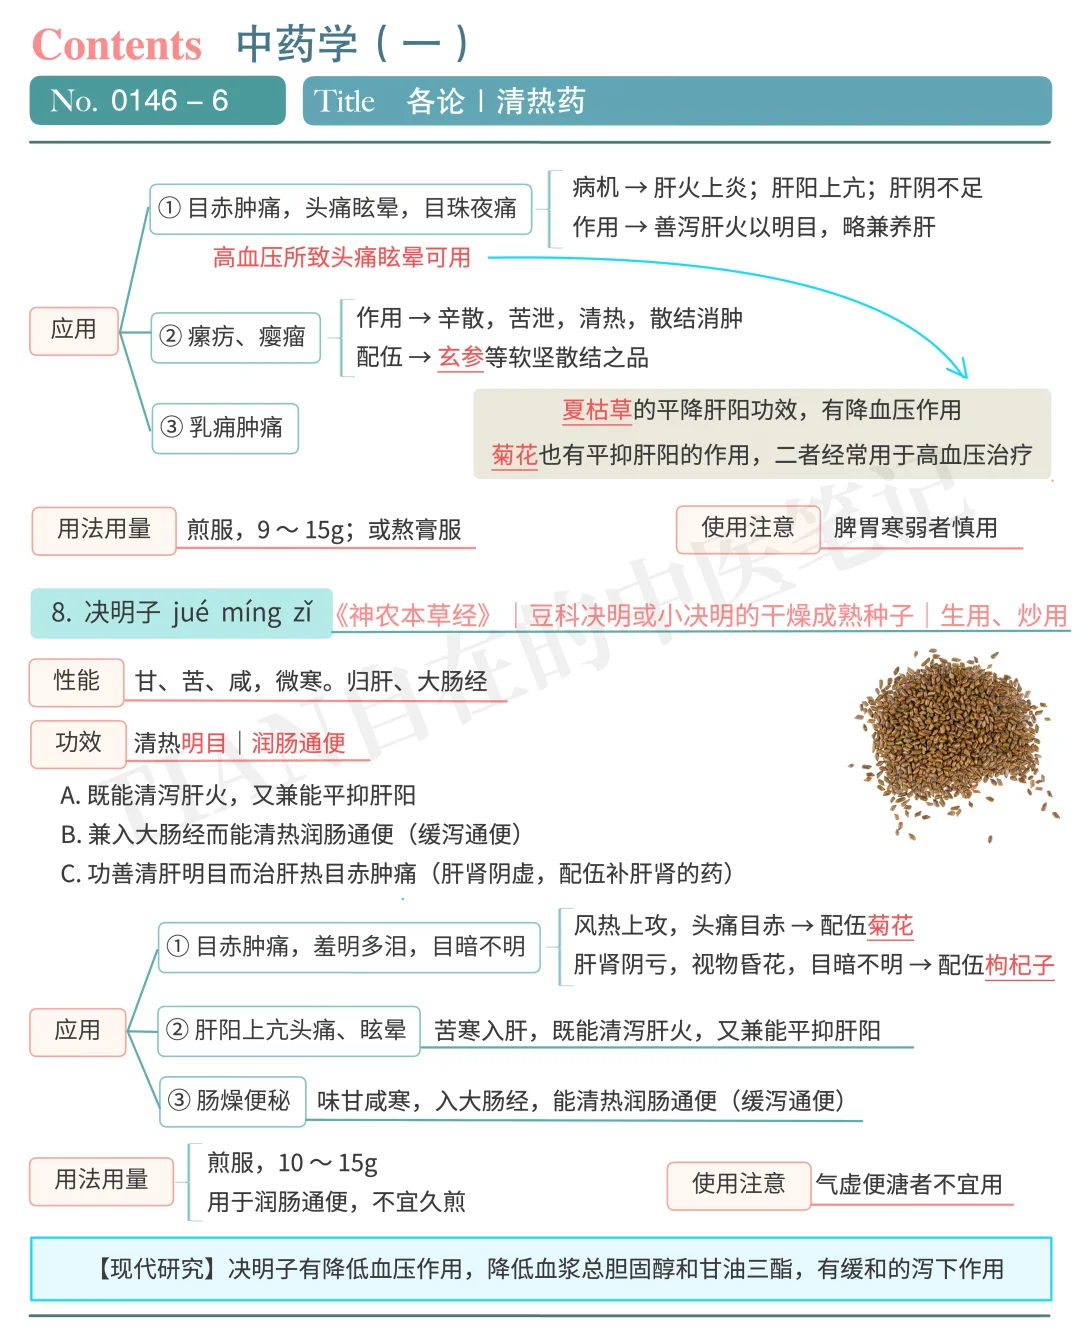 Contents 中药学（一）
No. 0146 – 6
Title 各论｜清热药
应用
① 目赤肿痛，头痛眩晕，目珠夜痛
病机 → 肝火上炎；肝阳上亢；肝阴不足
作用 → 善泻肝火以明目，略兼养肝
高血压所致头痛眩晕可用
② 瘰疬、瘿瘤
作用 → 辛散，苦泄，清热，散结消肿
配伍 → 玄参等软坚散结之品
③ 乳痈肿痛
夏枯草的平降肝阳功效，有降血压作用
菊花也有平抑肝阳的作用，二者经常用于高血压治疗
用法用量 煎服，9～15g；或熬膏服
使用注意 脾胃寒弱者慎用
8. 决明子 jué míng zǐ 《神农本草经》｜豆科决明或小决明的干燥成熟种子｜生用、炒用
性能 甘、苦、咸，微寒。归肝、大肠经
功效 清热明目｜润肠通便
A. 既能清泻肝火，又兼能平抑肝阳
B. 兼入大肠经而能清热润肠通便（缓泻通便）
C. 功善清肝明目而治肝热目赤肿痛（肝肾阴虚，配伍补肝肾的药）
应用
① 目赤肿痛，羞明多泪，目暗不明
风热上攻，头痛目赤 → 配伍菊花
肝肾阴亏，视物昏花，目暗不明 → 配伍枸杞子
② 肝阳上亢头痛、眩晕 苦寒入肝，既能清泻肝火，又兼能平抑肝阳
③ 肠燥便秘 味甘咸寒，入大肠经，能清热润肠通便（缓泻通便）
用法用量
煎服，10～15g
用于润肠通便，不宜久煎
使用注意 气虚便溏者不宜用
【现代研究】决明子有降低血压作用，降低血浆总胆固醇和甘油三酯，有缓和的泻下作用
TIAN自在的中医笔记